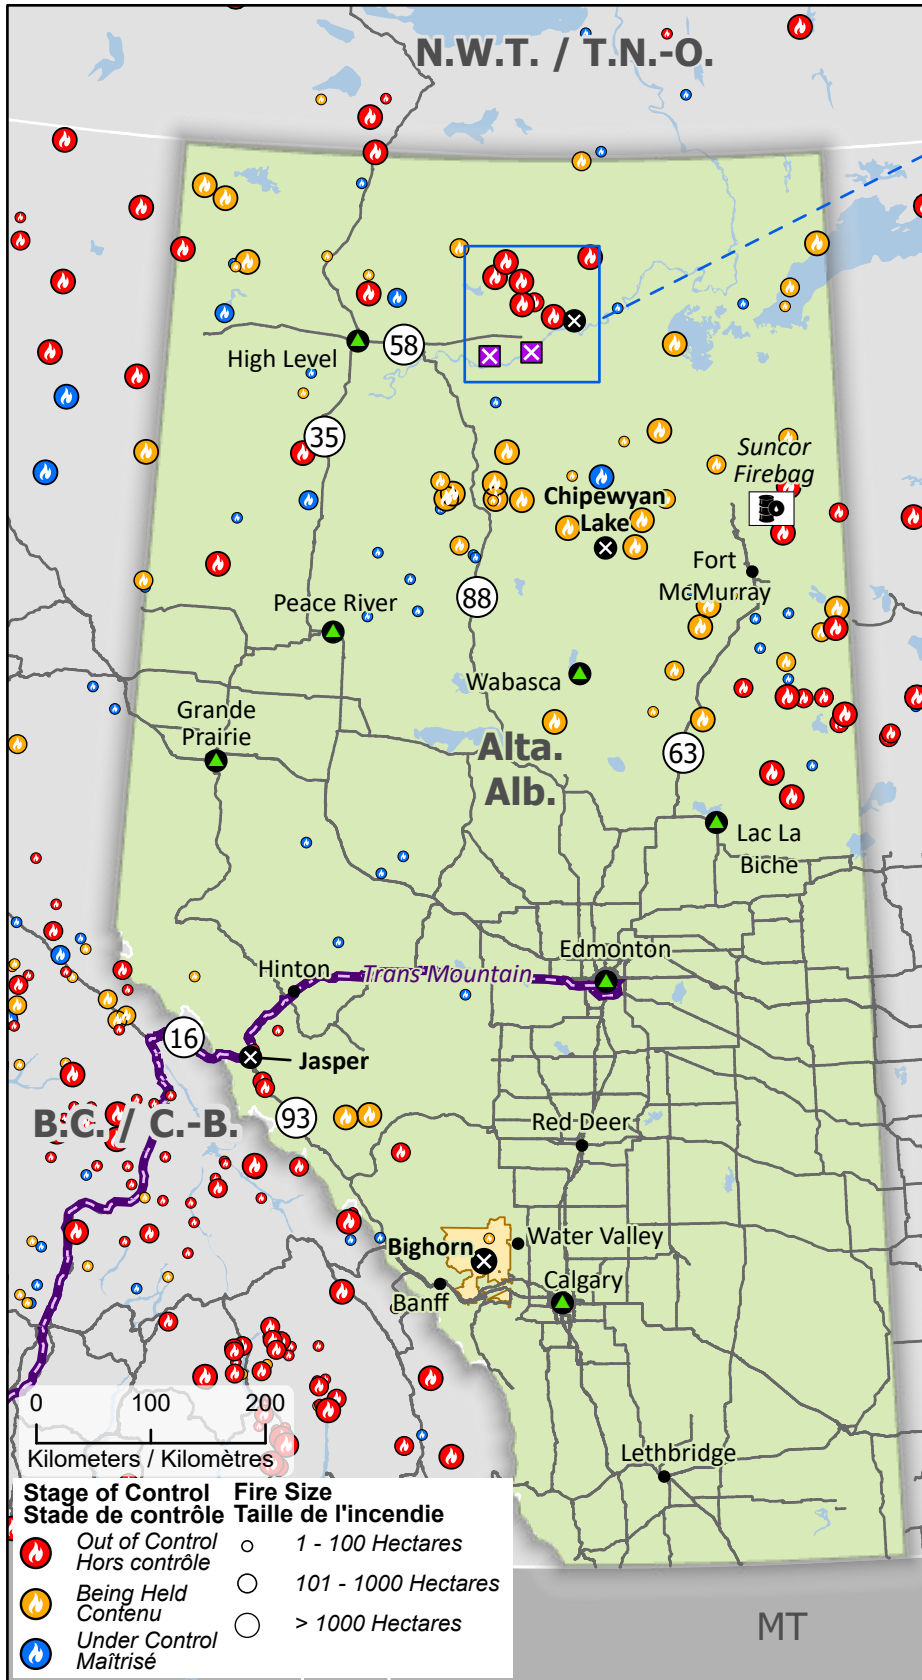 N.W.T. / T.N.-O.
High Level
58
35
Suncor
Firebag
Chipewyan
Lake
Fort
McMurray
Peace River
88
Wabasca
Grande
Prairie
Alta.
Alb.
63
Lac La
Biche
Edmonton
Hinton
Trans Mountain
16
Jasper
93
B.C. / C.-B.
Red Deer
Bighorn
Water Valley
Banff
Calgary
0 100 200
Kilometers / Kilomètres
Lethbridge
Stage of Control
Stade de contrôle
Out of Control
Hors contrôle
Being Held
Contenu
Under Control
Maîtrisé
Fire Size
Taille de l'incendie
1 - 100 Hectares
101 - 1000 Hectares
> 1000 Hectares
MT